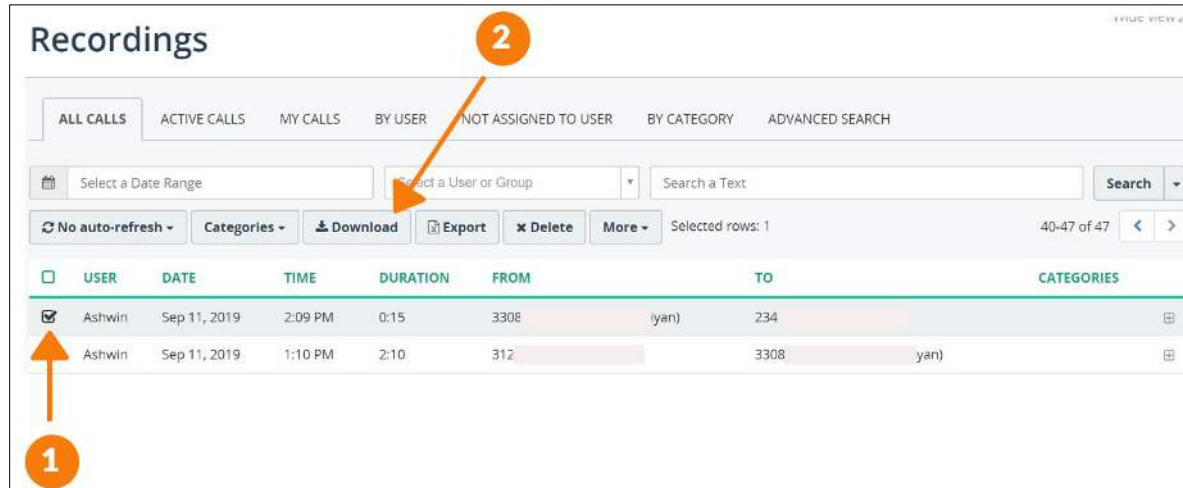 Wide view
Recordings
2
ALL CALLS ACTIVE CALLS MY CALLS BY USER NOT ASSIGNED TO USER BY CATEGORY ADVANCED SEARCH
Select a Date Range Select a User or Group Search a Text Search
No auto-refresh Categories Download Export Delete More Selected rows: 1 40-47 of 47
USER DATE TIME DURATION FROM TO CATEGORIES
Ashwin Sep 11, 2019 2:09 PM 0:15 3308 iyan) 234
Ashwin Sep 11, 2019 1:10 PM 2:10 312 3308 yan)
1